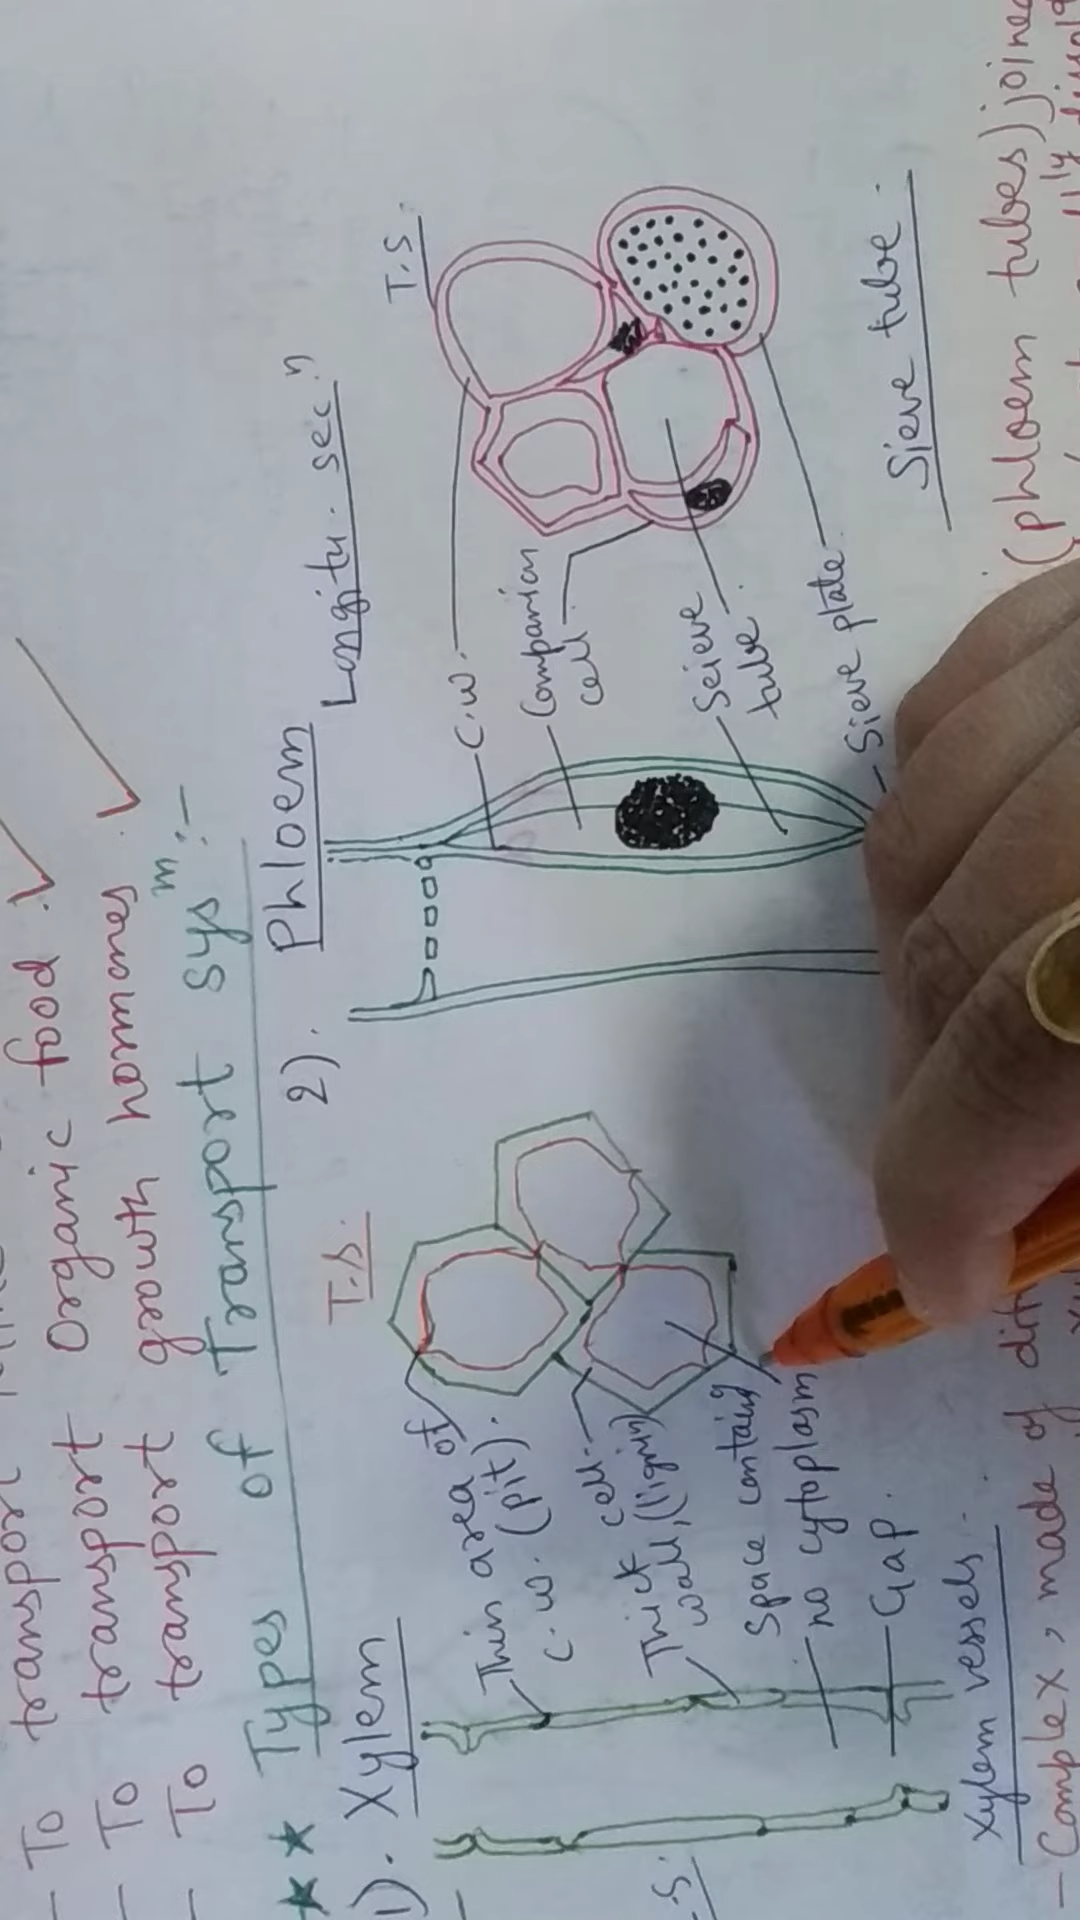 - To transport
- To transport Organic food.
- To transport growth hormones.
** Types of Transport sysᵐ:-
1). Xylem
T.S.
Thin area of
c.w. (pit).
Thick cell
wall (lignin)
Space containg
no cytoplasm
Gap.
Xylem vessels.
2). Phloem
Longitu. secⁿ
T.S.
C.W.
Companion
cell.
Seieve
tube.
Sieve plate.
Sieve tube.
- Complex, made of
(phloem tubes) joined